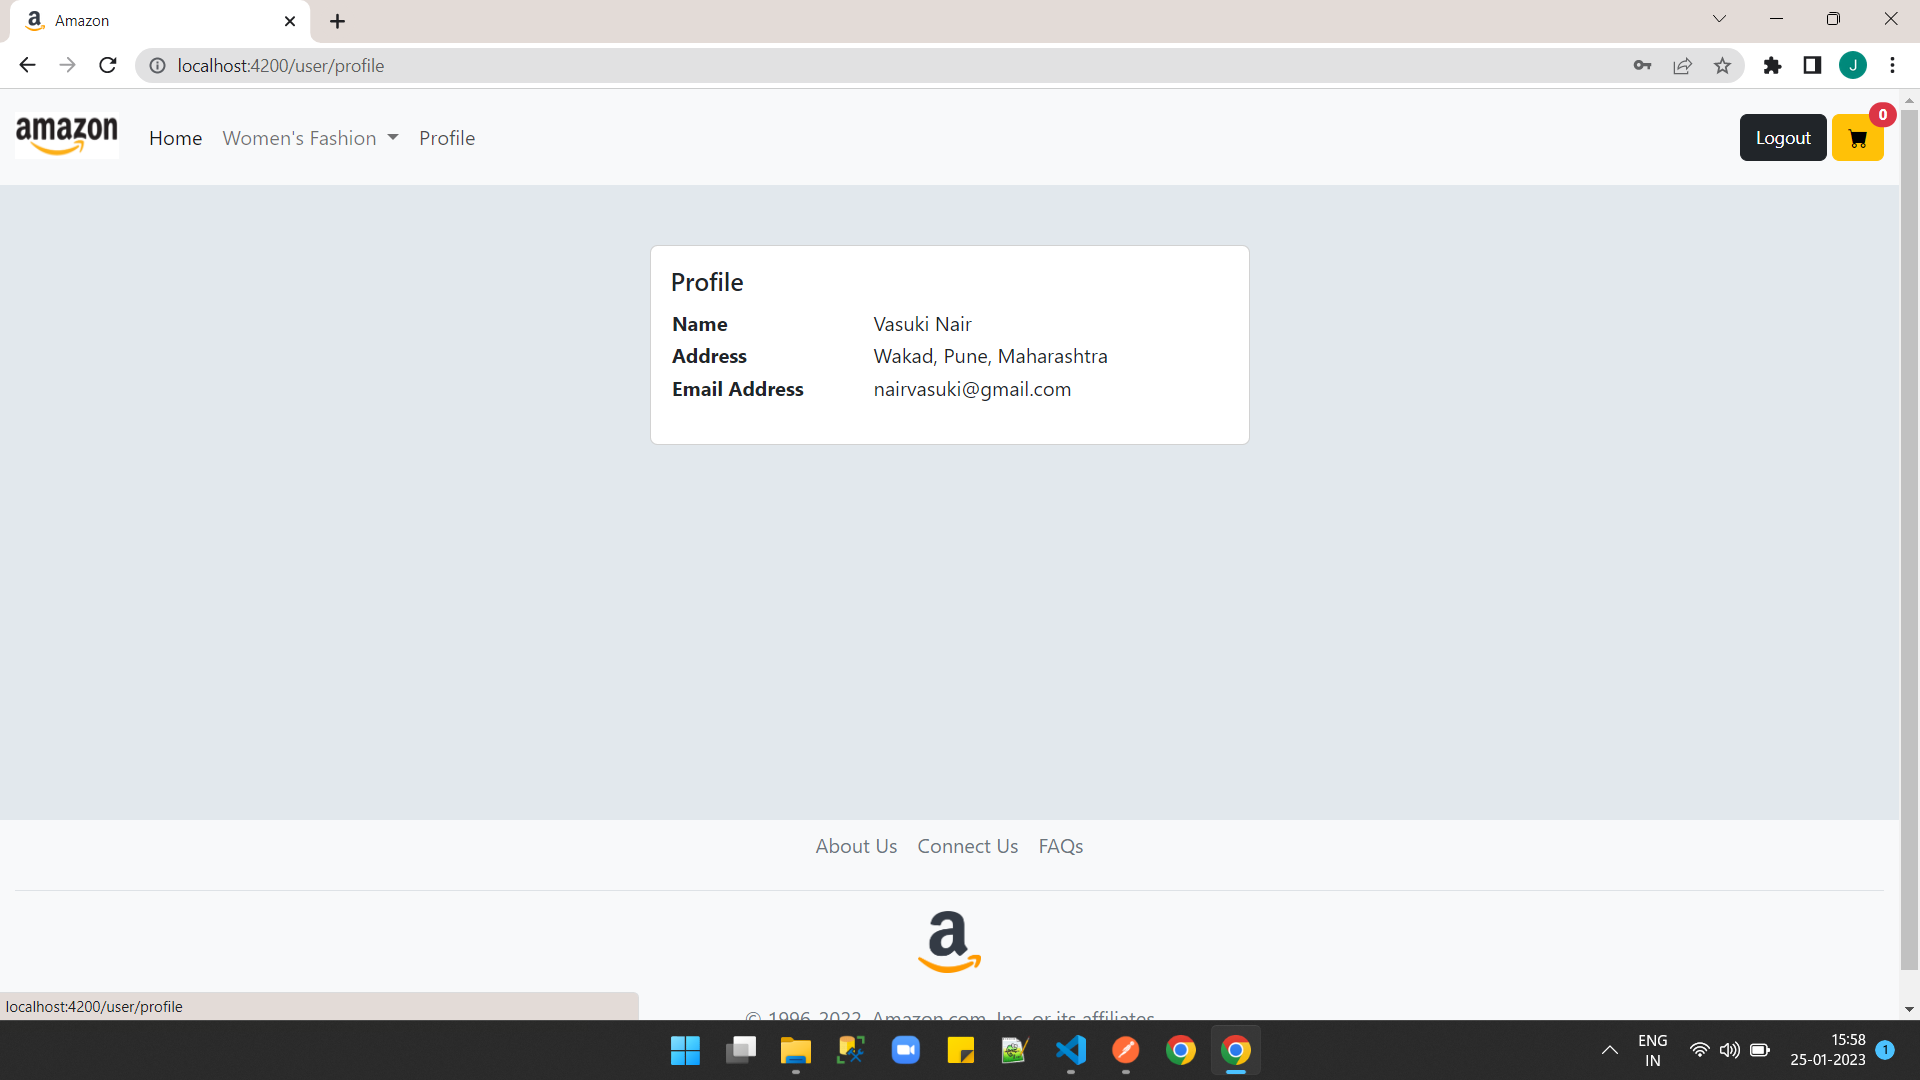 Amazon
localhost:4200/user/profile
J
amazon Home Women's Fashion Profile Logout 0
Profile
Name Vasuki Nair
Address Wakad, Pune, Maharashtra
Email Address nairvasuki@gmail.com
About Us Connect Us FAQs
a
© 1996-2022, Amazon.com, Inc. or its affiliates
localhost:4200/user/profile
ENG 15:58
IN 25-01-2023 1